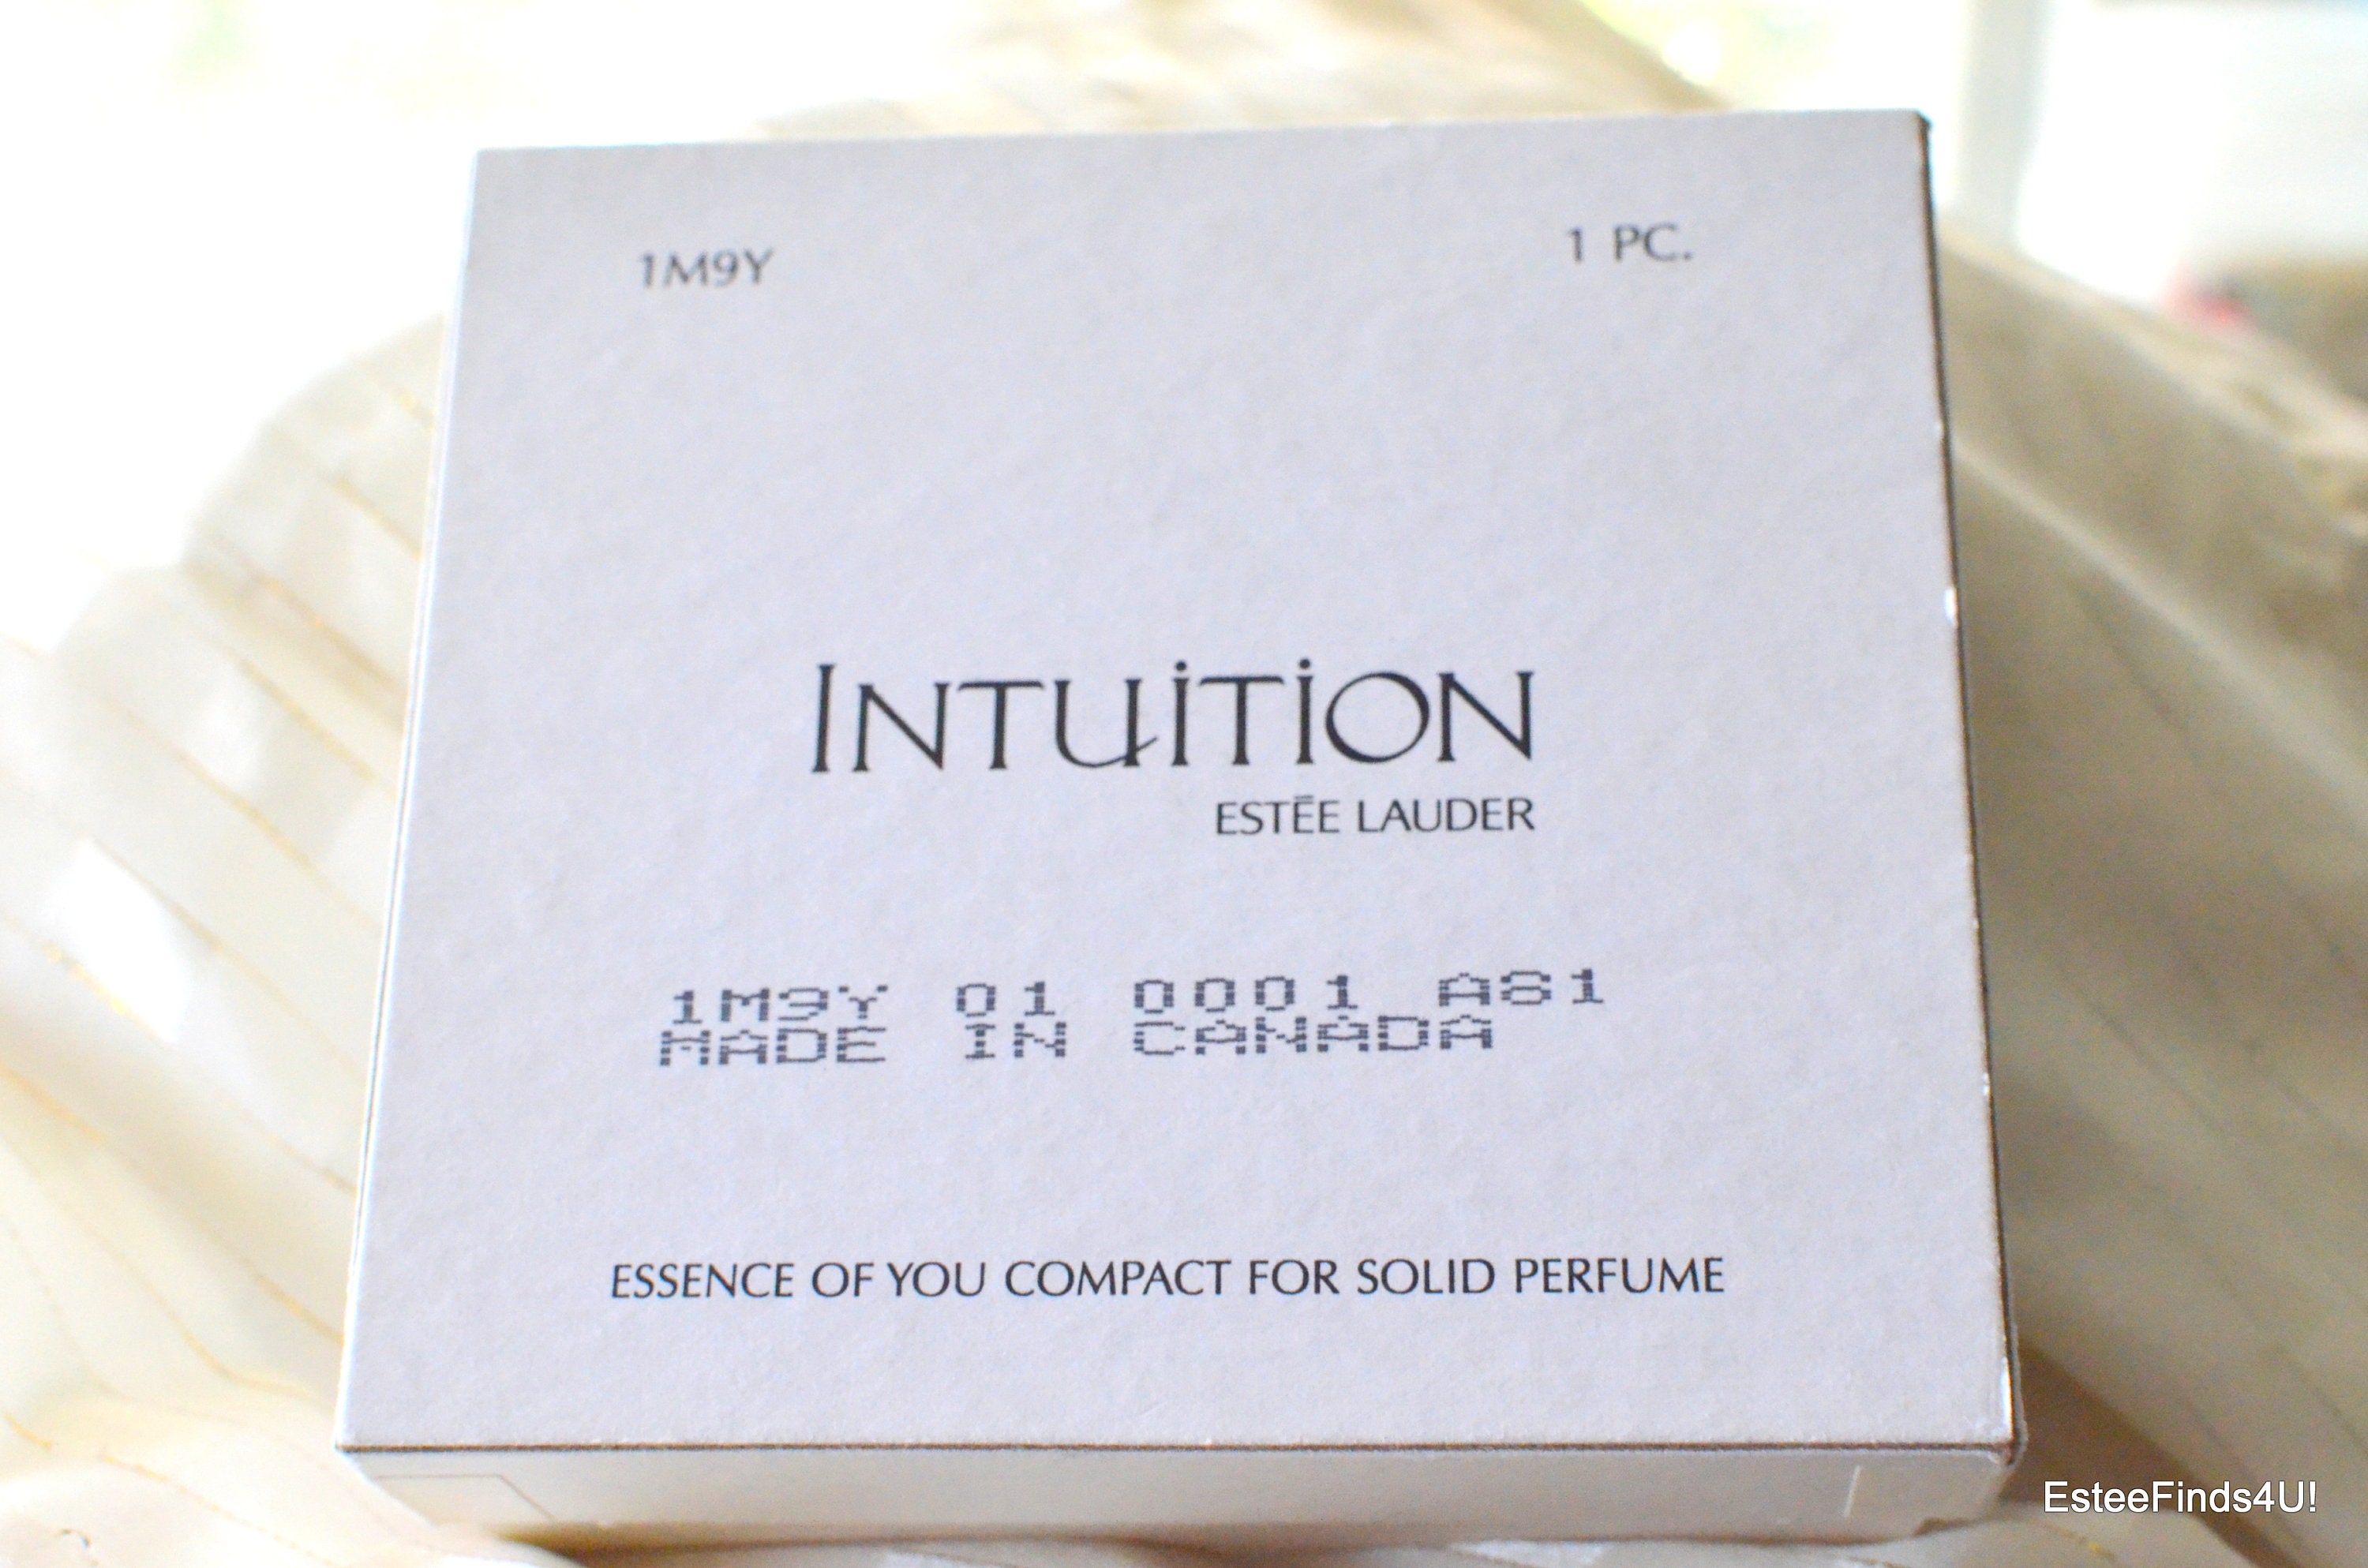 1M9Y 1 PC.
INTUiTiON
ESTĒE LAUDER
1M9Y 01 0001 AS1
MADE IN CANADA
ESSENCE OF YOU COMPACT FOR SOLID PERFUME
EsteeFinds4U!